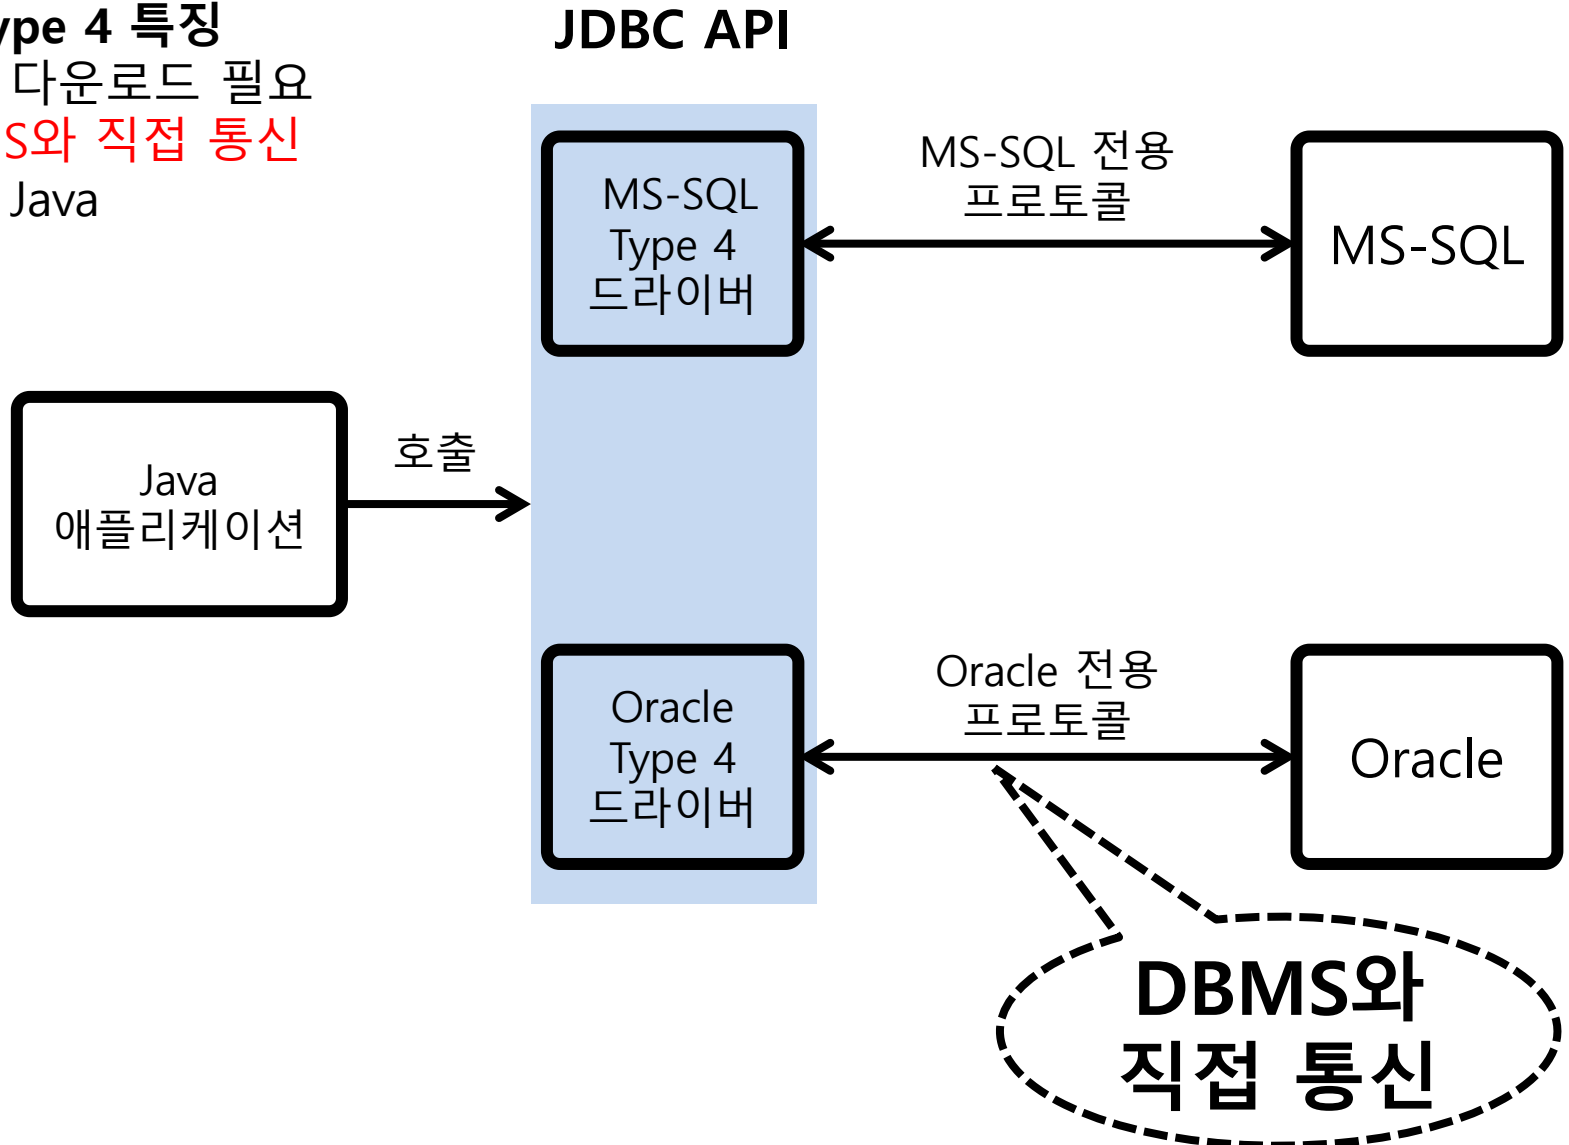 ype 4 특징
다운로드 필요
S와 직접 통신
Java
JDBC API
MS-SQL
Type 4
드라이버
MS-SQL 전용
프로토콜
MS-SQL
Java
애플리케이션
호출
Oracle
Type 4
드라이버
Oracle 전용
프로토콜
Oracle
DBMS와
직접 통신